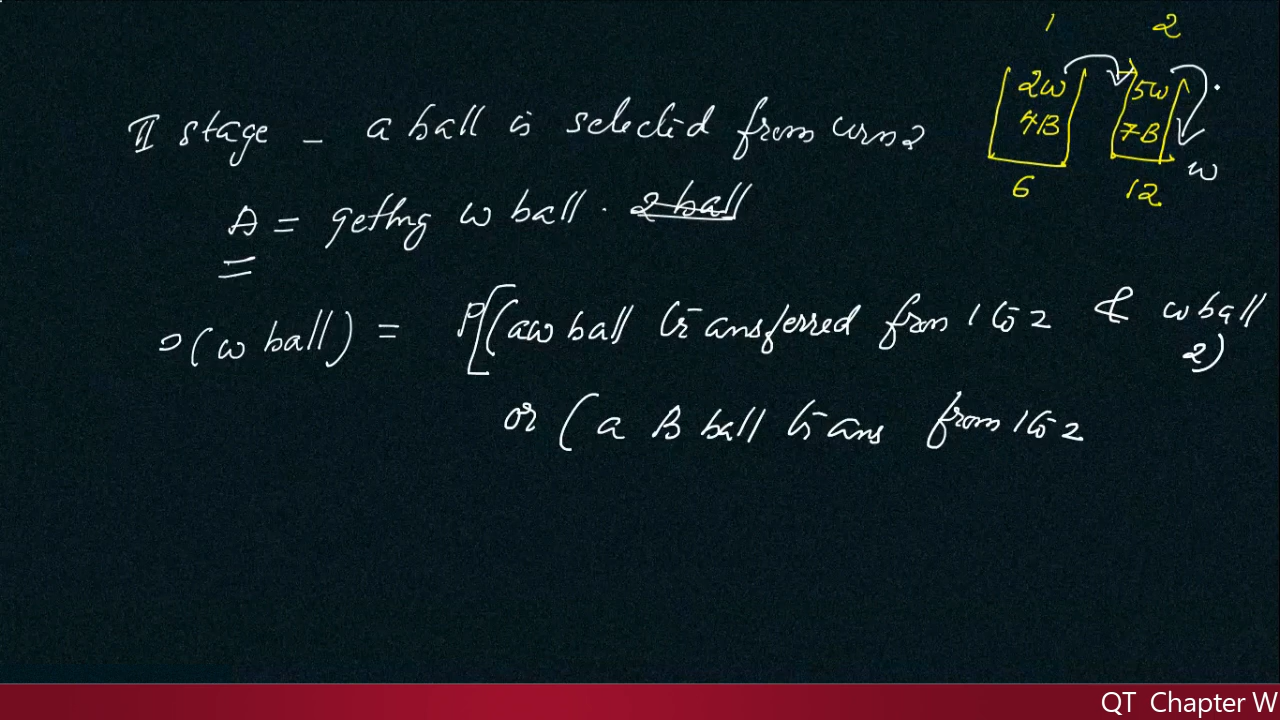 1 2
2W 5W
4B 7B
W
6 12
II stage - a ball is selected from urn 2
A = getting W ball . 2 ball
P(W ball) = P[(a W ball transferred from 1 to 2 & W ball
2)
or (a B ball trans from 1 to 2
QT Chapter W